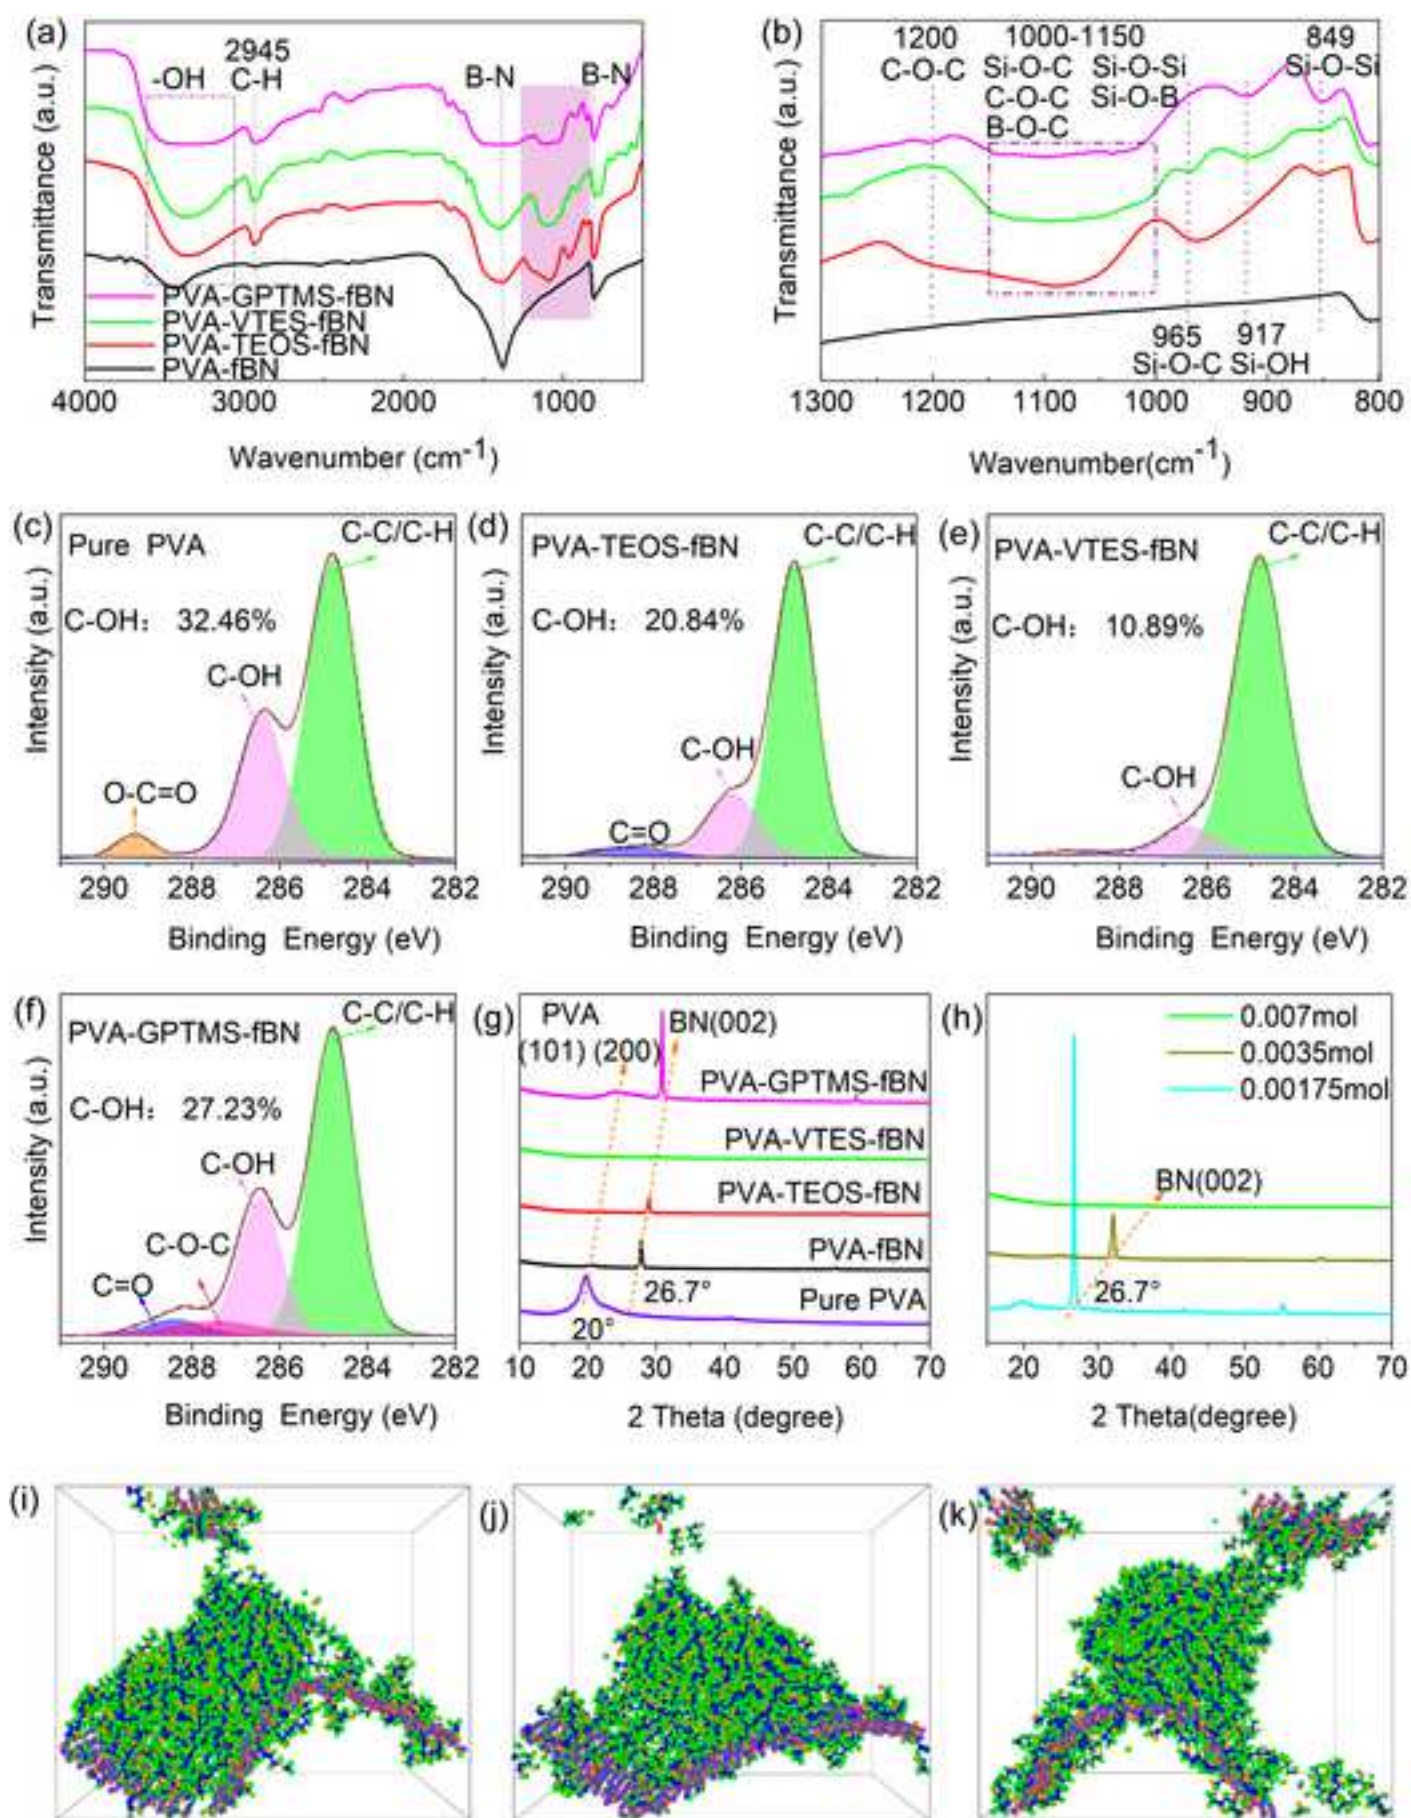 (a)
2945
-OH C-H B-N B-N
Transmittance (a.u.)
PVA-GPTMS-fBN
PVA-VTES-fBN
PVA-TEOS-fBN
PVA-fBN
4000 3000 2000 1000
Wavenumber (cm-1)
(b)
1200 1000-1150 849
C-O-C Si-O-C Si-O-Si Si-O-Si
C-O-C Si-O-B
B-O-C
Transmittance (a.u.)
965 917
Si-O-C Si-OH
1300 1200 1100 1000 900 800
Wavenumber(cm-1)
(c)
Pure PVA
C-C/C-H
C-OH: 32.46%
C-OH
O-C=O
Intensity (a.u.)
290 288 286 284 282
Binding Energy (eV)
(d)
PVA-TEOS-fBN
C-C/C-H
C-OH: 20.84%
C-OH
C=O
Intensity (a.u.)
290 288 286 284 282
Binding Energy (eV)
(e)
PVA-VTES-fBN
C-C/C-H
C-OH: 10.89%
C-OH
Intensity (a.u.)
290 288 286 284 282
Binding Energy (eV)
(f)
PVA-GPTMS-fBN
C-C/C-H
C-OH: 27.23%
C-OH
C-O-C
C=O
Intensity (a.u.)
290 288 286 284 282
Binding Energy (eV)
(g)
PVA
(101) (200)
BN(002)
PVA-GPTMS-fBN
PVA-VTES-fBN
PVA-TEOS-fBN
PVA-fBN
26.7°
Pure PVA
20°
10 20 30 40 50 60 70
2 Theta (degree)
(h)
0.007mol
0.0035mol
0.00175mol
BN(002)
26.7°
20 30 40 50 60 70
2 Theta(degree)
(i)
(j)
(k)